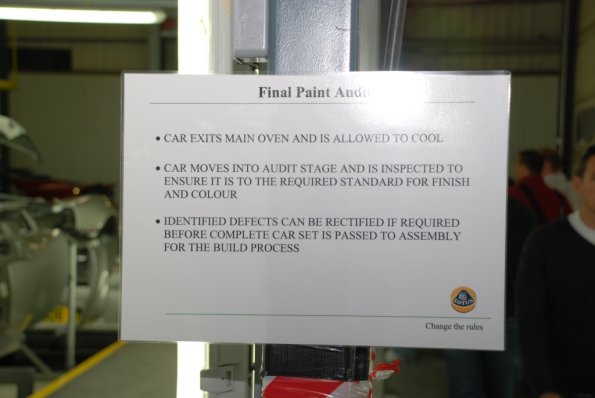 Final Paint Audit
• CAR EXITS MAIN OVEN AND IS ALLOWED TO COOL
• CAR MOVES INTO AUDIT STAGE AND IS INSPECTED TO
ENSURE IT IS TO THE REQUIRED STANDARD FOR FINISH
AND COLOUR
• IDENTIFIED DEFECTS CAN BE RECTIFIED IF REQUIRED
BEFORE COMPLETE CAR SET IS PASSED TO ASSEMBLY
FOR THE BUILD PROCESS
LOTUS
Change the rules